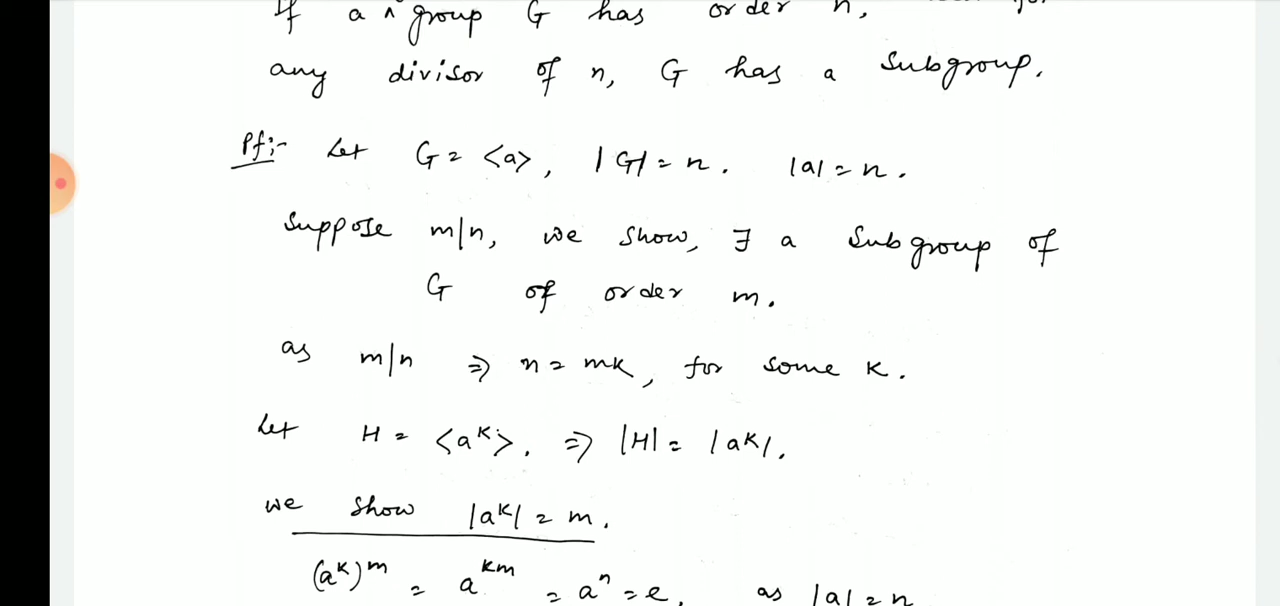 If a ^ group G has order n,
any divisor of n, G has a subgroup.
Pf:- Let G = <a>, |G| = n. |a| = n.
Suppose m|n, we show, ∃ a subgroup of
G of order m.
as m|n ⇒ n = mk, for some k.
Let H = <a^k>. ⇒ |H| = |a^k|.
we show |a^k| = m.
(a^k)^m = a^km = a^n = e. as |a| = n